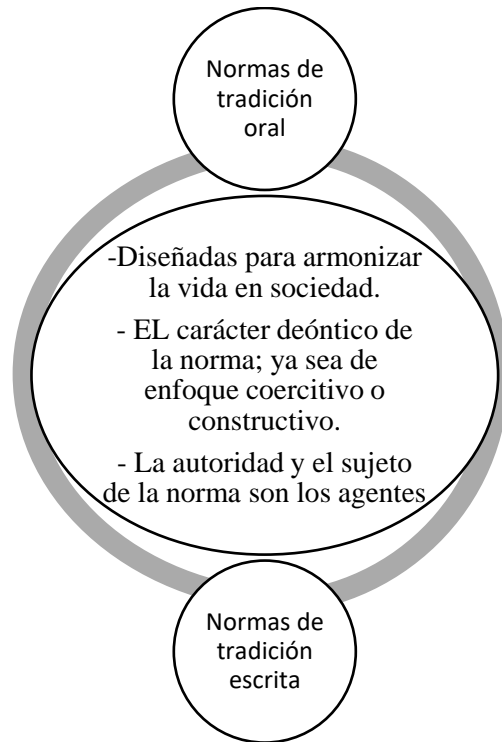 Normas de
tradición
oral
-Diseñadas para armonizar
la vida en sociedad.
- EL carácter deóntico de
la norma; ya sea de
enfoque coercitivo o
constructivo.
- La autoridad y el sujeto
de la norma son los agentes
Normas de
tradición
escrita